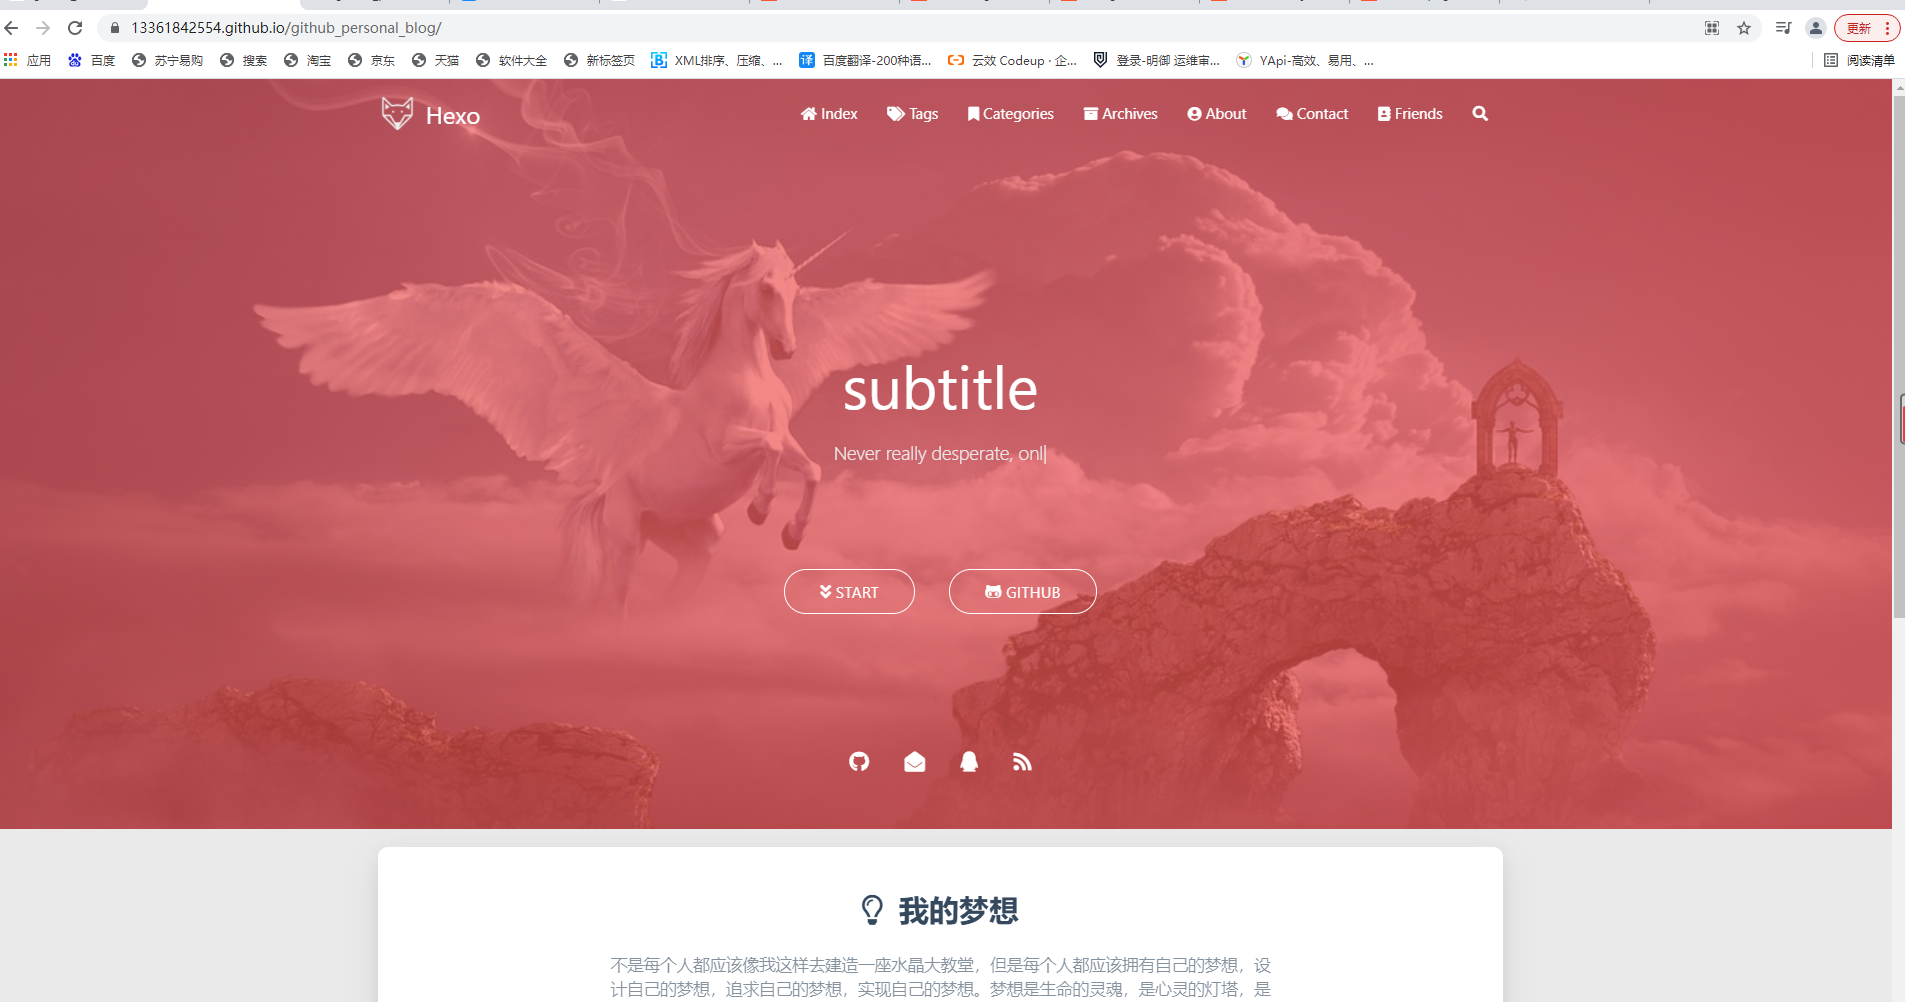 13361842554.github.io/github_personal_blog/
更新
应用 百度 苏宁易购 搜索 淘宝 京东 天猫 软件大全 新标签页 XML排序、压缩、... 百度翻译-200种语... 云效 Codeup · 企... 登录-明御 运维审... YApi-高效、易用、... 阅读清单
Hexo Index Tags Categories Archives About Contact Friends
subtitle
Never really desperate, onl|
START GITHUB
我的梦想
不是每个人都应该像我这样去建造一座水晶大教堂，但是每个人都应该拥有自己的梦想，设
计自己的梦想，追求自己的梦想，实现自己的梦想。梦想是生命的灵魂，是心灵的灯塔，是